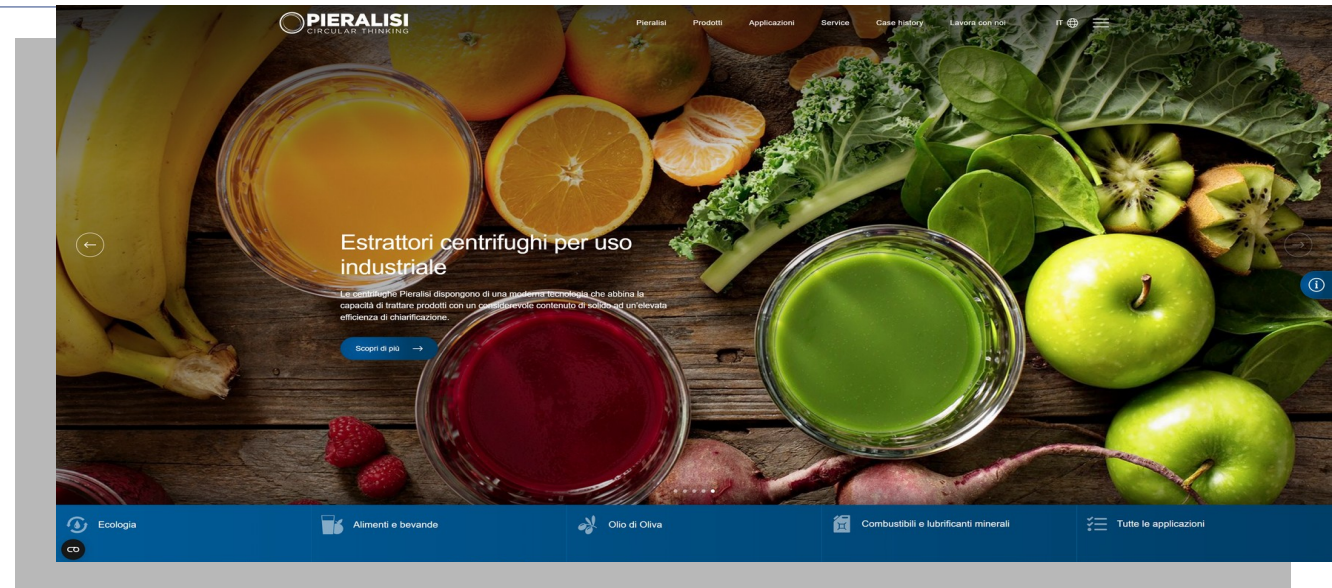 PIERALISI
CIRCULAR THINKING
Pieralisi
Prodotti
Applicazioni
Service
Case history
Lavora con noi
IT
Estrattori centrifughi per uso
industriale
Le centrifughe Pieralisi dispongono di una moderna tecnologia che abbina la
capacità di trattare prodotti con un considerevole contenuto di solido ad un'elevata
efficienza di chiarificazione.
Scopri di più
Ecologia
Alimenti e bevande
Olio di Oliva
Combustibili e lubrificanti minerali
Tutte le applicazioni